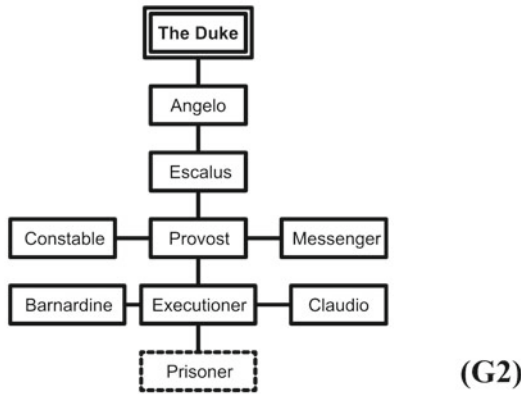 The Duke
Angelo
Escalus
Constable Provost Messenger
Barnardine Executioner Claudio
Prisoner
(G2)